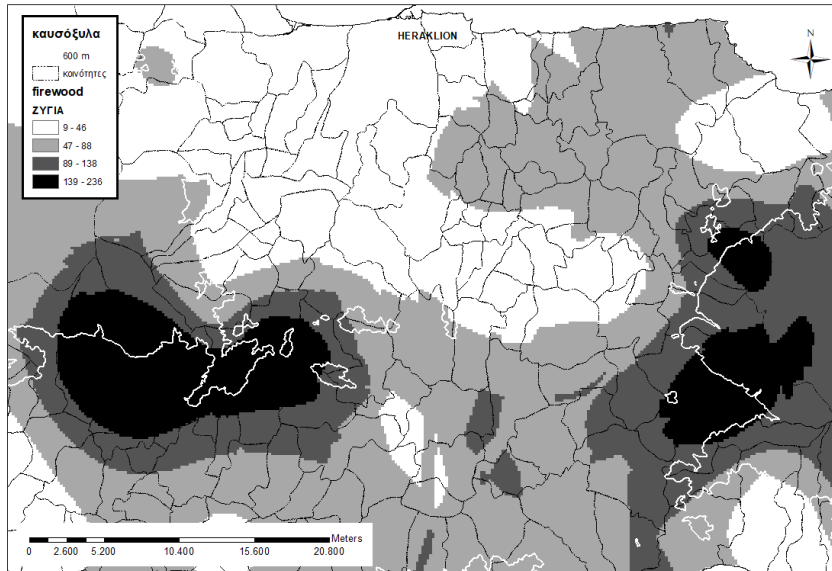 καυσόξυλα
600 m
κοινότητες
firewood
ΖΥΓΙΑ
9 - 46
47 - 88
89 - 138
139 - 236
HERAKLION
N
Meters
0 2.600 5.200 10.400 15.600 20.800